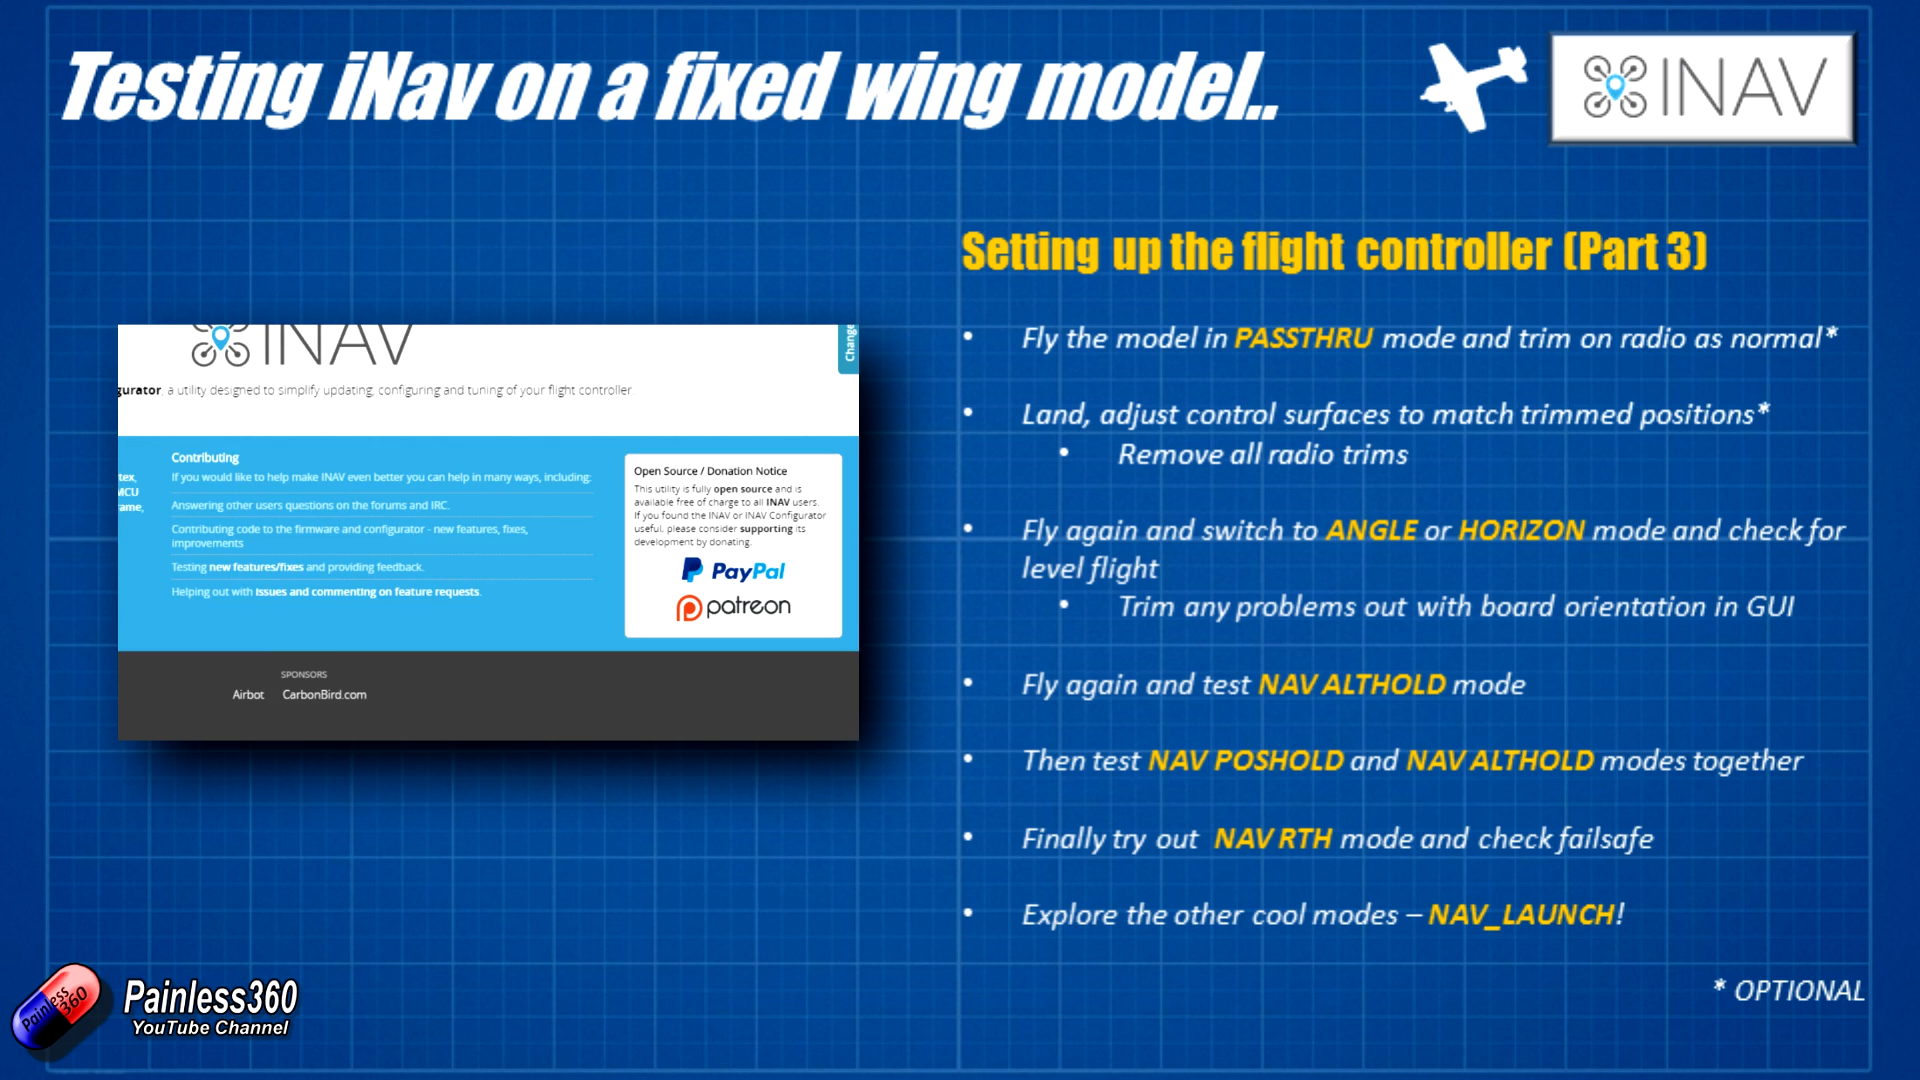 Testing iNav on a fixed wing model..
INAV
Setting up the flight controller (Part 3)
• Fly the model in PASSTHRU mode and trim on radio as normal*
• Land, adjust control surfaces to match trimmed positions*
• Remove all radio trims
• Fly again and switch to ANGLE or HORIZON mode and check for
level flight
• Trim any problems out with board orientation in GUI
• Fly again and test NAV ALTHOLD mode
• Then test NAV POSHOLD and NAV ALTHOLD modes together
• Finally try out NAV RTH mode and check failsafe
• Explore the other cool modes – NAV_LAUNCH!
* OPTIONAL
INAV
Change
gurator, a utility designed to simplify updating, configuring and tuning of your flight controller.
tex,
MCU
ame,
Contributing
If you would like to help make INAV even better you can help in many ways, including:
Answering other users questions on the forums and IRC.
Contributing code to the firmware and configurator - new features, fixes,
improvements
Testing new features/fixes and providing feedback.
Helping out with issues and commenting on feature requests.
Open Source / Donation Notice
This utility is fully open source and is
available free of charge to all INAV users.
If you found the INAV or INAV Configurator
useful, please consider supporting its
development by donating.
PayPal
patreon
SPONSORS
Airbot CarbonBird.com
Painless
360
Painless360
YouTube Channel